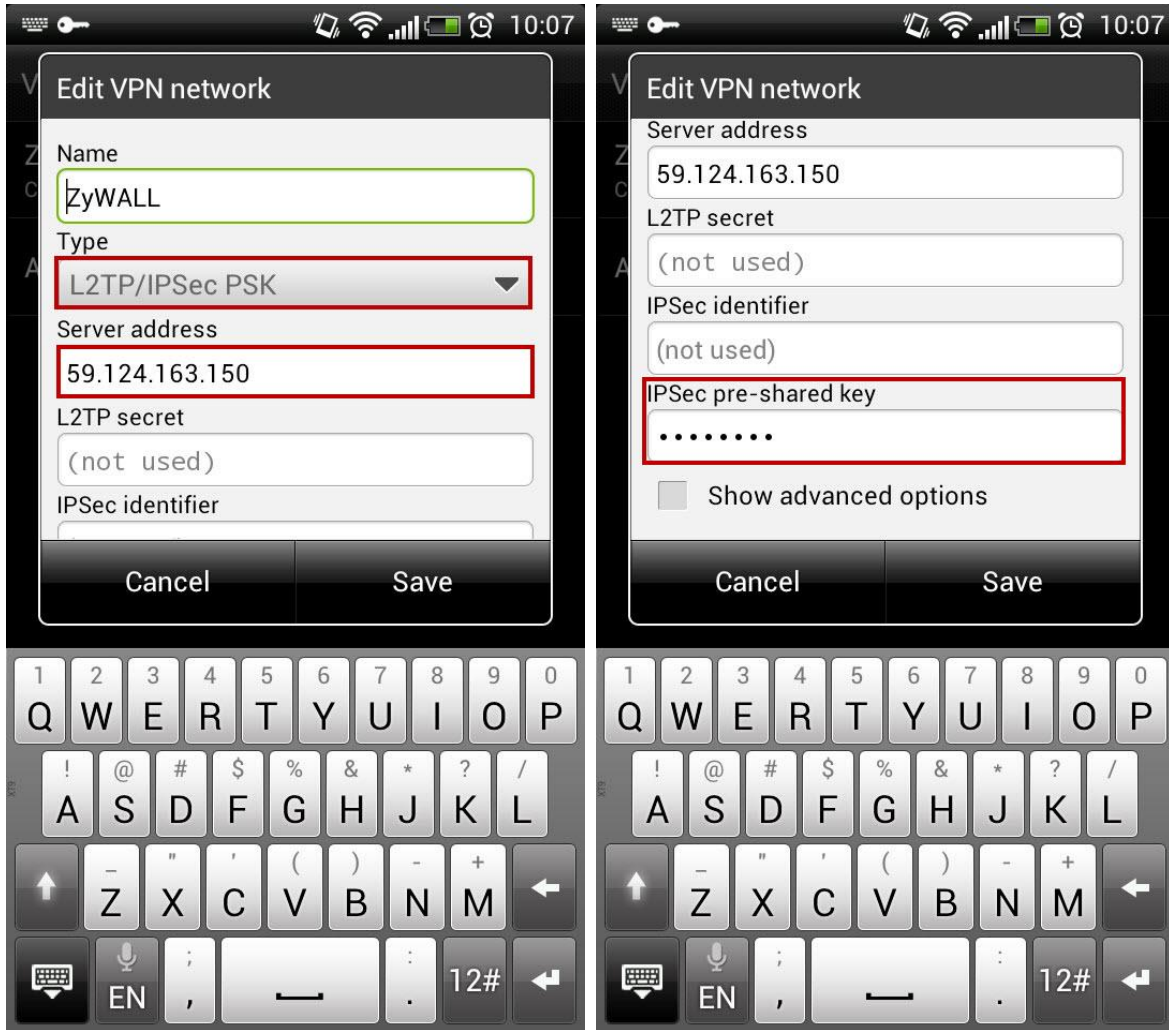 10:07
Edit VPN network
Name
ZyWALL
Type
L2TP/IPSec PSK
Server address
59.124.163.150
L2TP secret
(not used)
IPSec identifier
Cancel Save
1 2 3 4 5 6 7 8 9 0
Q W E R T Y U I O P
! @ # $ % & * ? /
A S D F G H J K L
_ " ' ( ) - +
Z X C V B N M
; :
EN , . 12#
10:07
Edit VPN network
Server address
59.124.163.150
L2TP secret
(not used)
IPSec identifier
(not used)
IPSec pre-shared key
••••••••
Show advanced options
Cancel Save
1 2 3 4 5 6 7 8 9 0
Q W E R T Y U I O P
! @ # $ % & * ? /
A S D F G H J K L
_ " ' ( ) - +
Z X C V B N M
; :
EN , . 12#